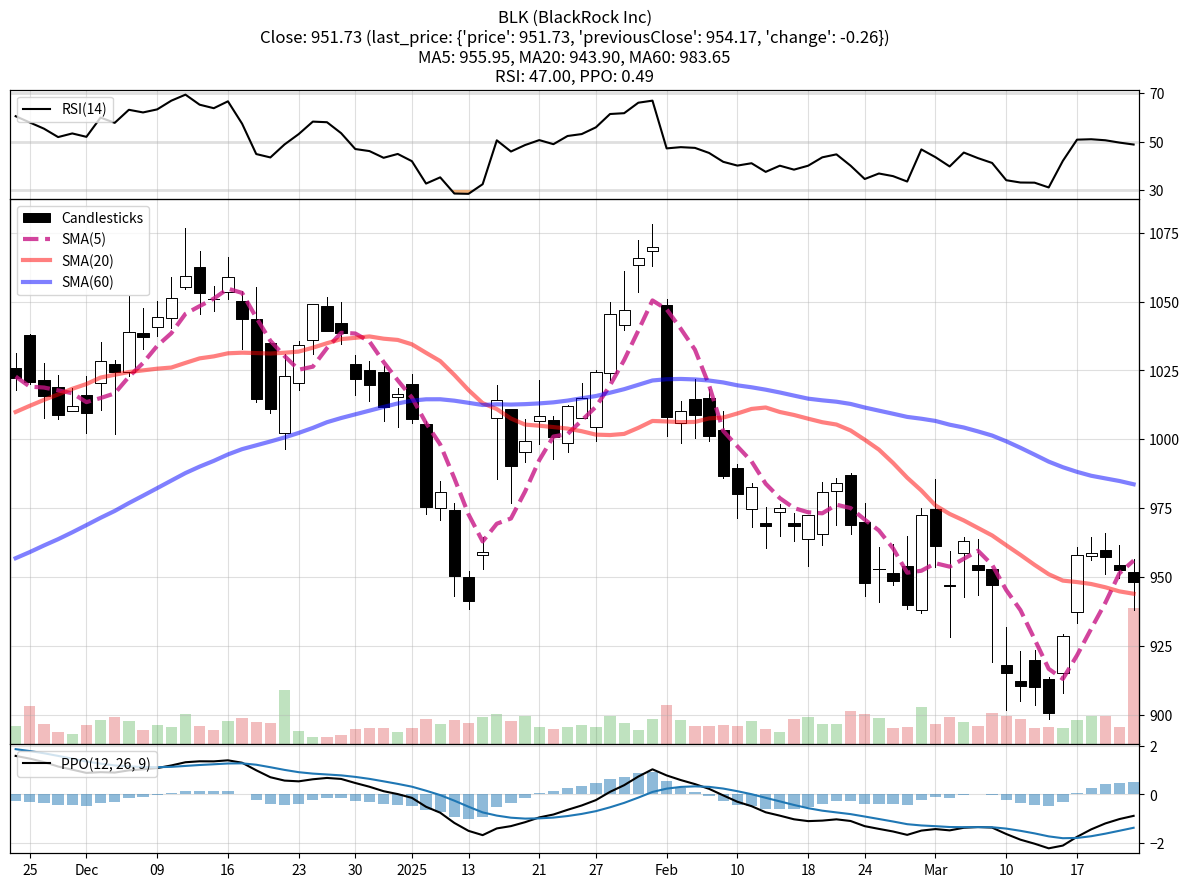 BLK (BlackRock Inc)
Close: 951.73 (last_price: {'price': 951.73, 'previousClose': 954.17, 'change': -0.26})
MA5: 955.95, MA20: 943.90, MA60: 983.65
RSI: 47.00, PPO: 0.49
RSI(14)
70
50
30
Candlesticks
SMA(5)
SMA(20)
SMA(60)
1075
1050
1025
1000
975
950
925
900
PPO(12, 26, 9)
2
0
−2
25 Dec 09 16 23 30 2025 13 21 27 Feb 10 18 24 Mar 10 17